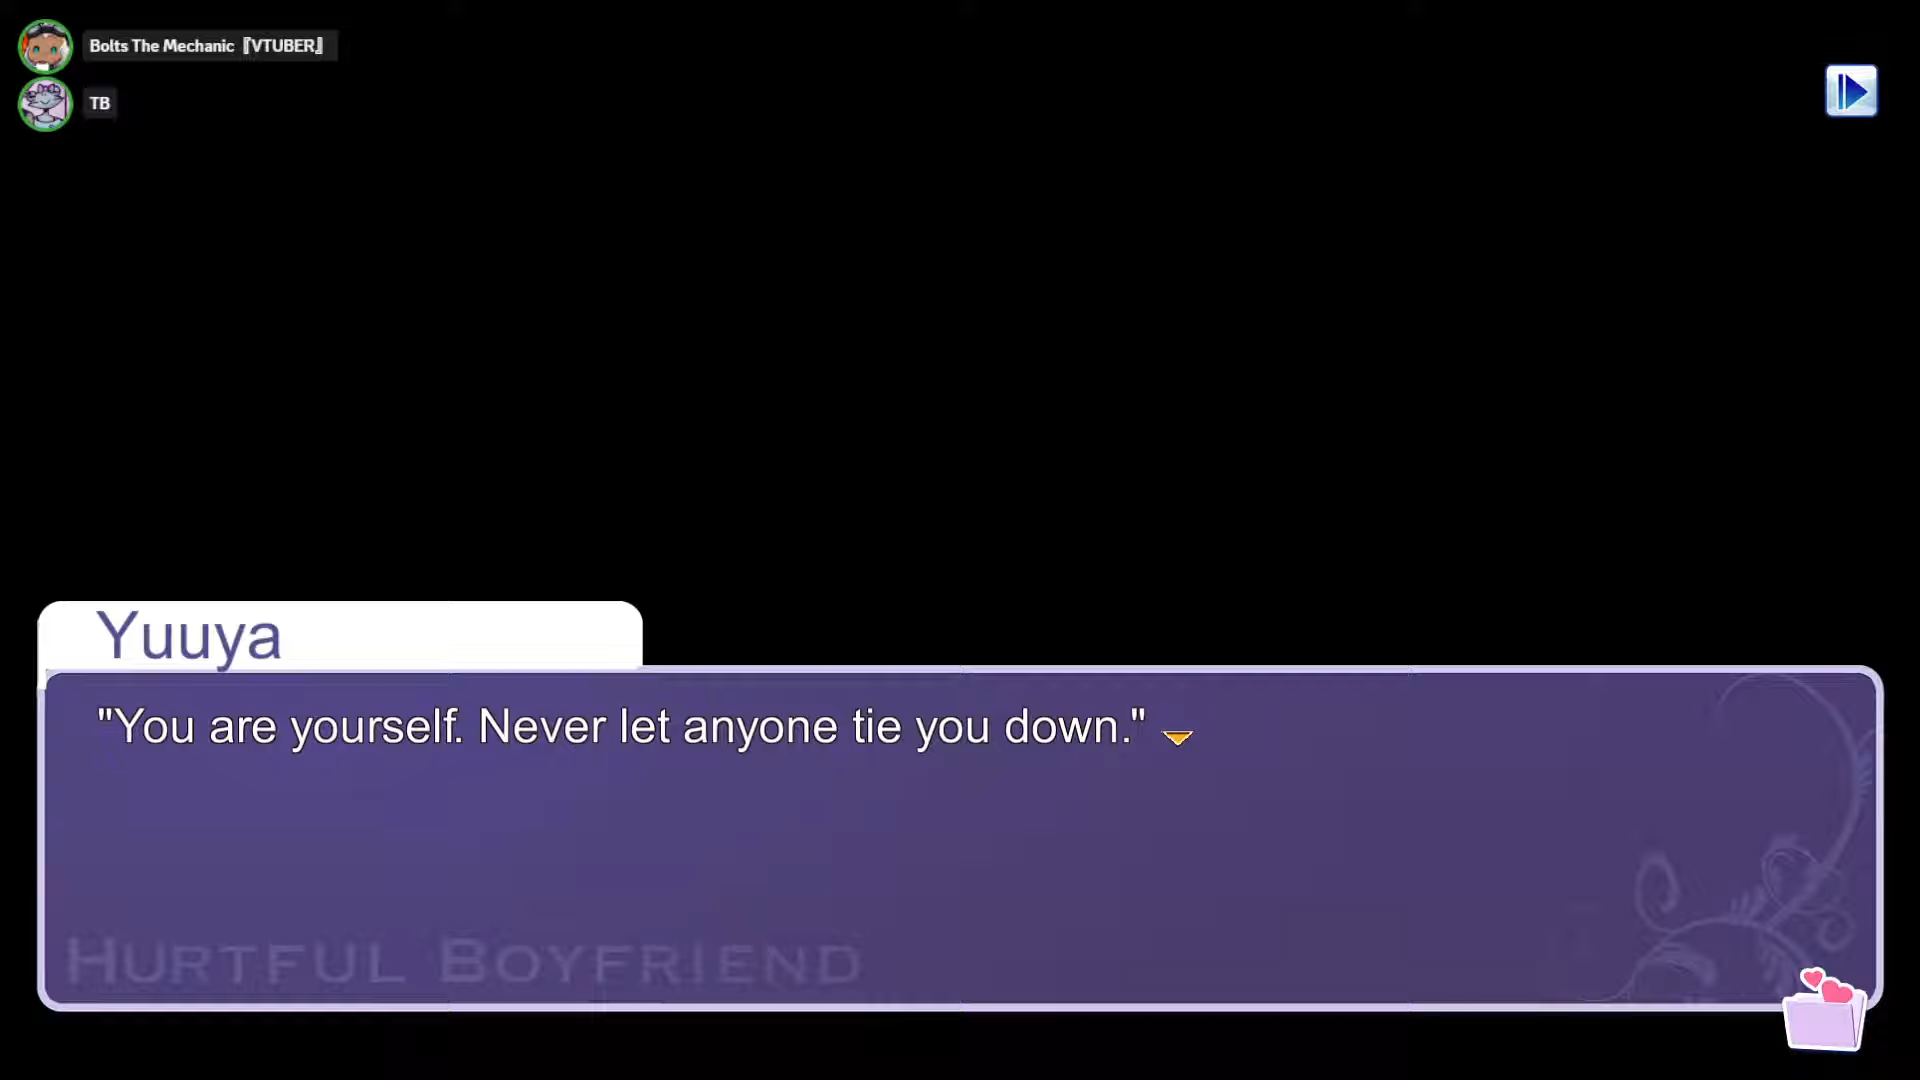 Bolts The Mechanic『VTUBER』
TB
Yuuya
"You are yourself. Never let anyone tie you down."
HURTFUL BOYFRIEND